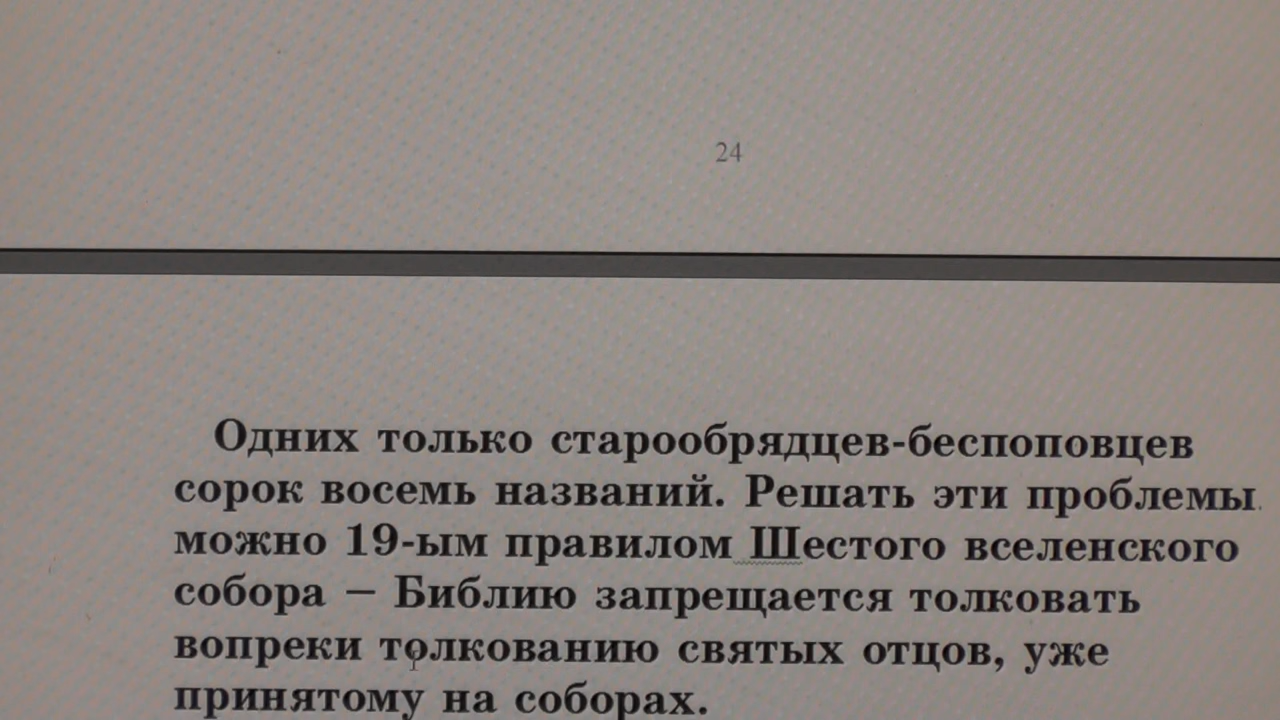 24
Одних только старообрядцев-беспоповцев
сорок восемь названий. Решать эти проблемы
можно 19-ым правилом Шестого вселенского
собора – Библию запрещается толковать
вопреки толкованию святых отцов, уже
принятому на соборах.